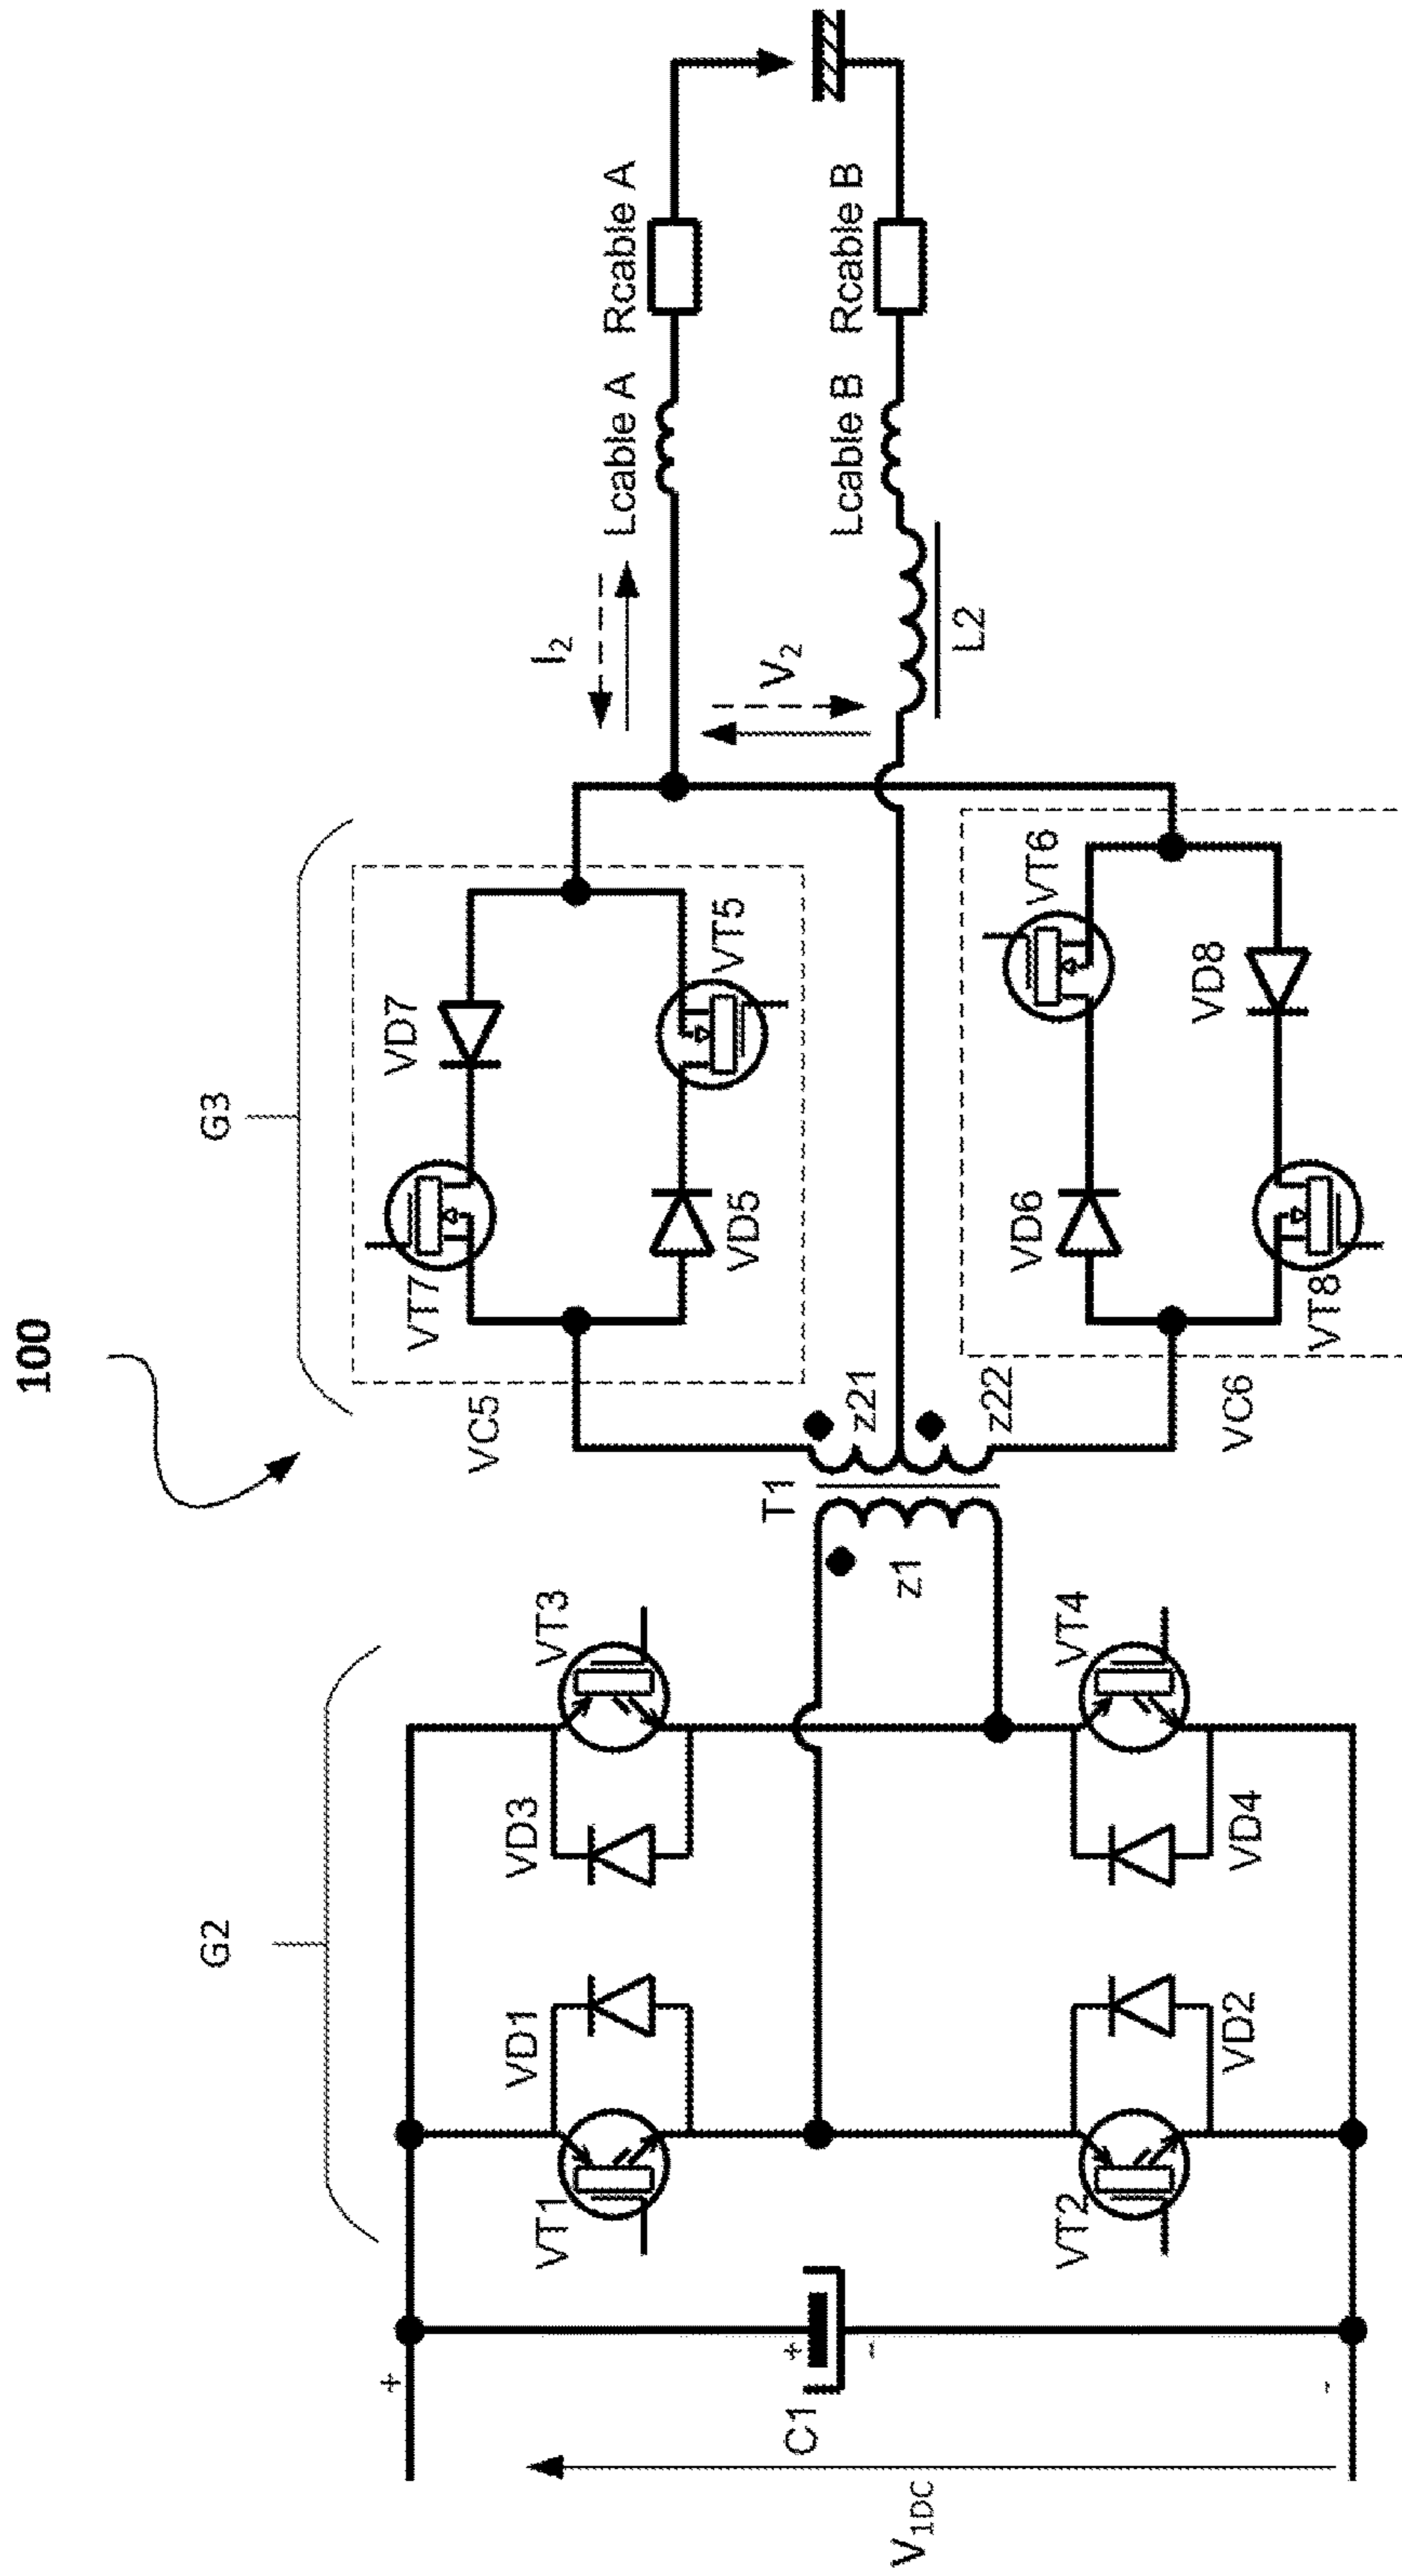 100
G2
G3
VD1
VD3
VT1
VT3
VD2
VD4
VT2
VT4
C1
+
-
+
-
V1DC
T1
z1
z21
z22
VC5
VC6
VT7
VD7
VD5
VT5
VD6
VT6
VT8
VD8
I2
V2
L2
Lcable A
Rcable A
Lcable B
Rcable B